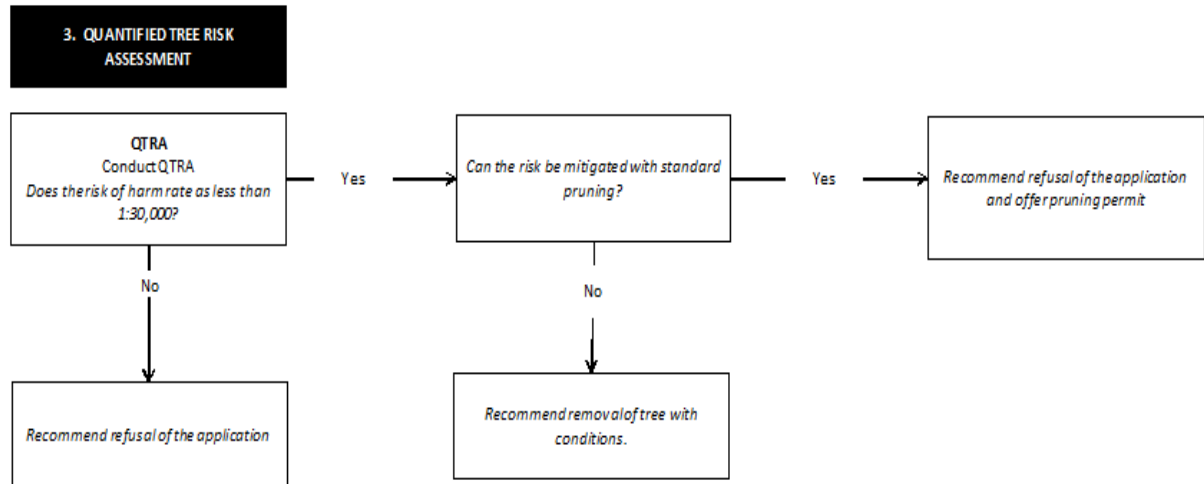 3. QUANTIFIED TREE RISK
ASSESSMENT
QTRA
Conduct QTRA
Does the risk of harm rate as less than
1:30,000?
Yes
Can the risk be mitigated with standard
pruning?
Yes
Recommend refusal of the application
and offer pruning permit
No
No
Recommend refusal of the application
Recommend removal of tree with
conditions.